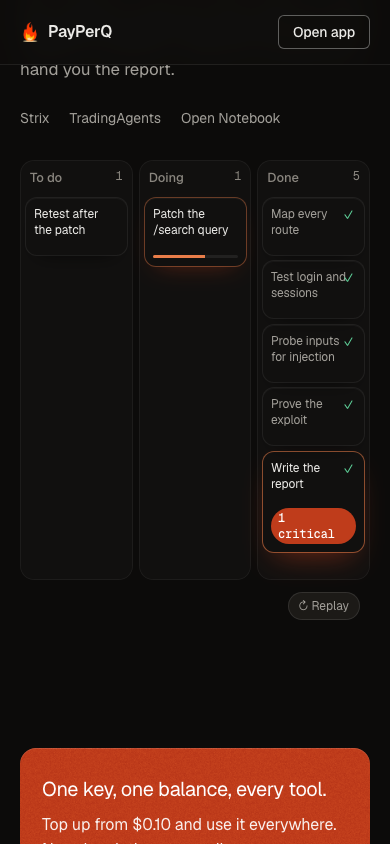 PayPerQ
Open app
hand you the report.
Strix TradingAgents Open Notebook
To do 1
Retest after
the patch
Doing 1
Patch the
/search query
Done 5
Map every
route
Test login and
sessions
Probe inputs
for injection
Prove the
exploit
Write the
report
1
critical
Replay
One key, one balance, every tool.
Top up from $0.10 and use it everywhere.